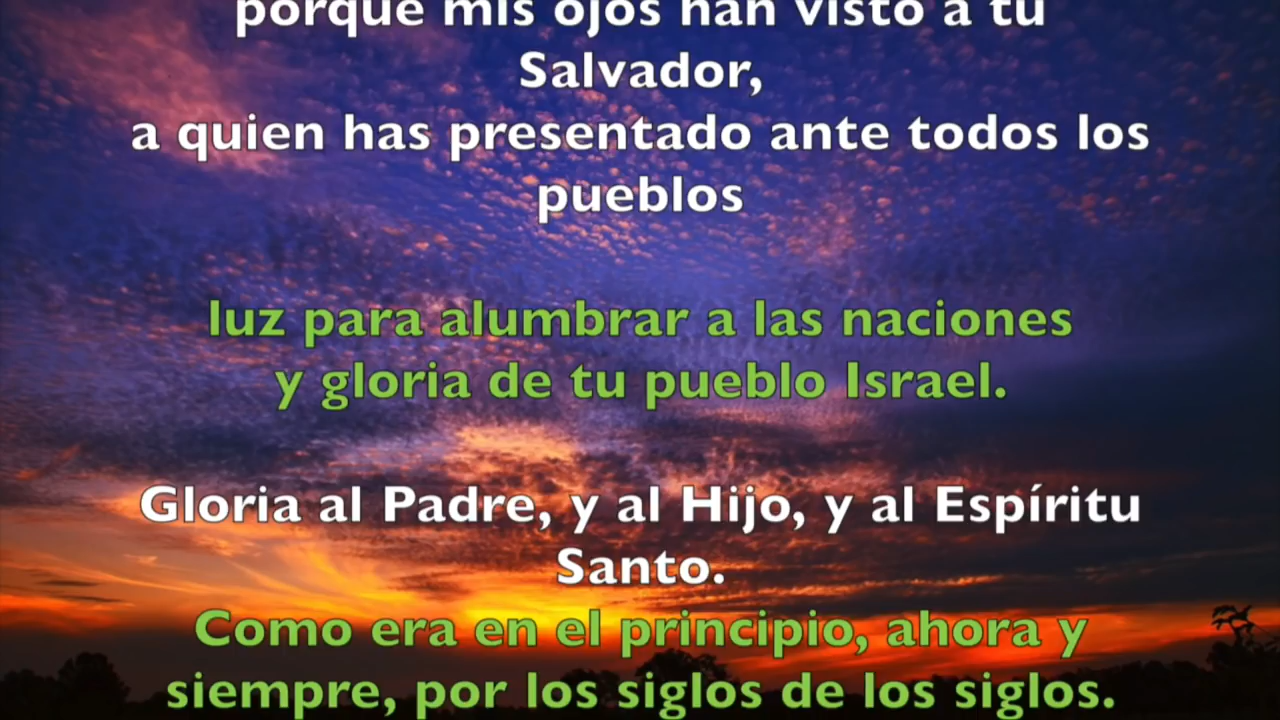 porque mis ojos han visto a tu
Salvador,
a quien has presentado ante todos los
pueblos
luz para alumbrar a las naciones
y gloria de tu pueblo Israel.
Gloria al Padre, y al Hijo, y al Espíritu
Santo.
Como era en el principio, ahora y
siempre, por los siglos de los siglos.